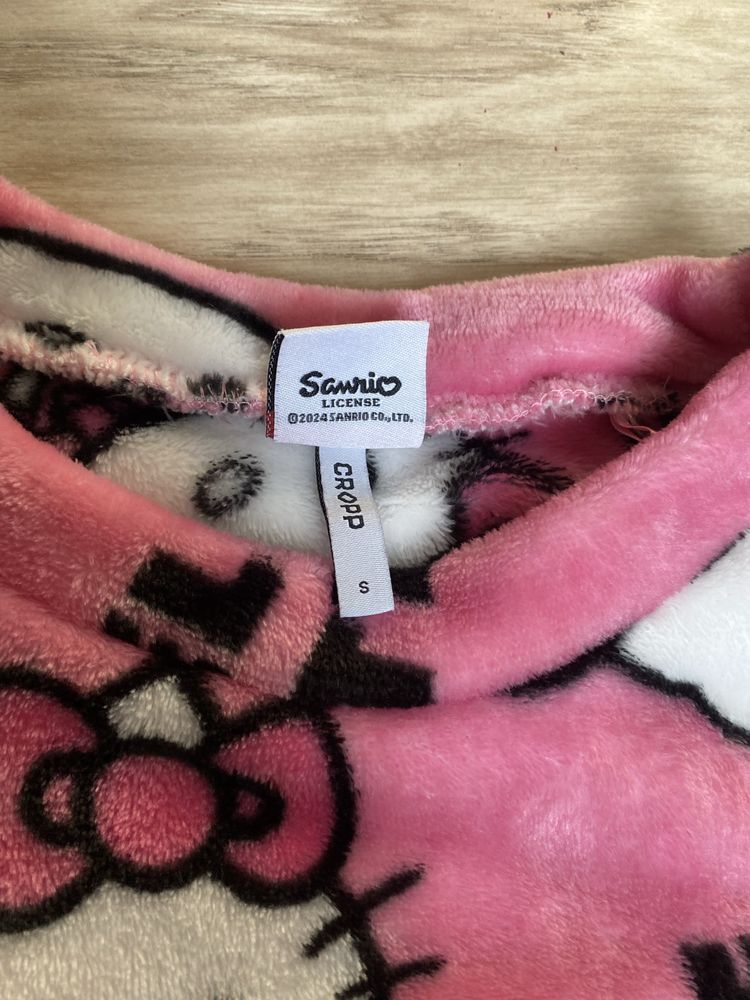 Sanrio
LICENSE
©2024 SANRIO CO., LTD.
CROPP
S